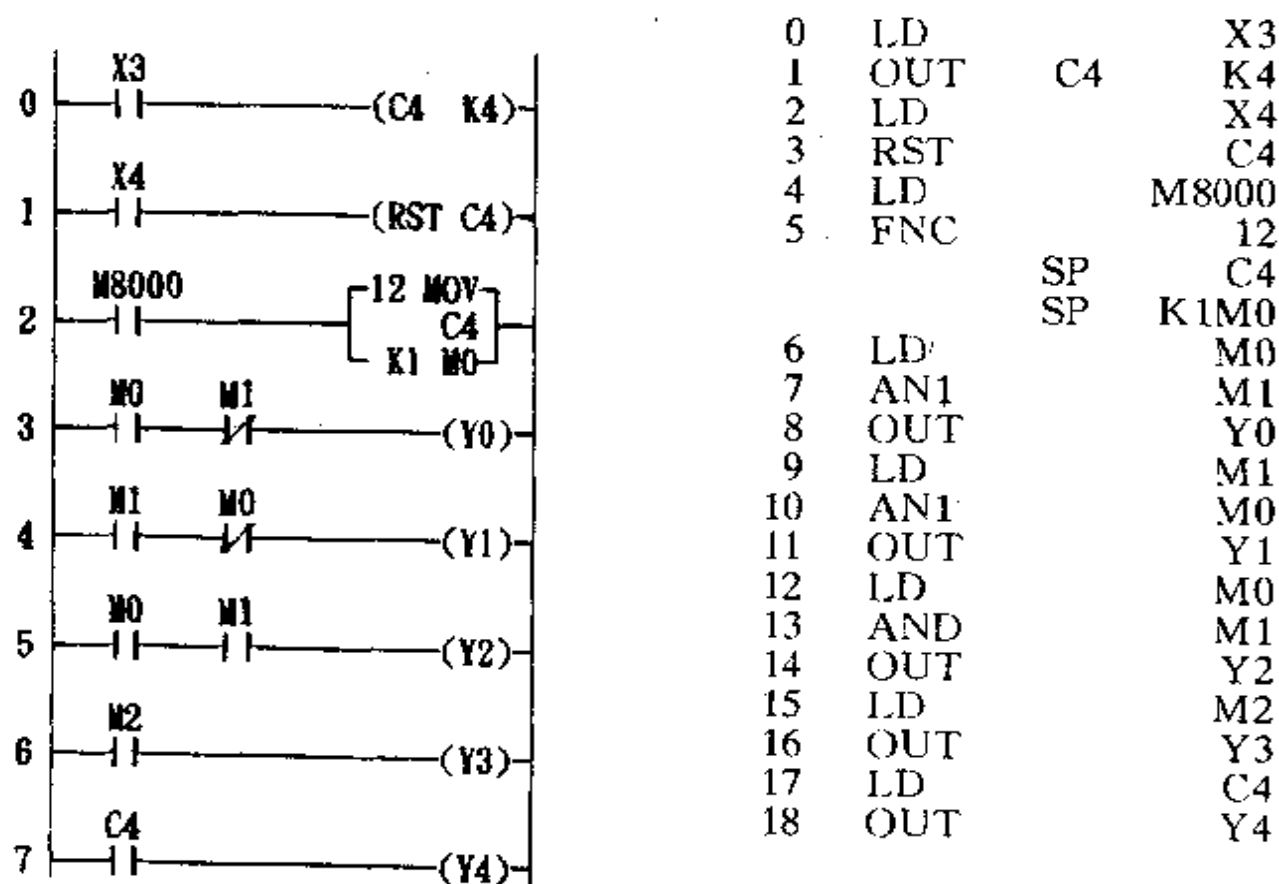 X3
0 (C4 K4)
X4
1 (RST C4)
M8000
12 MOV
2 C4
K1 M0
M0 M1
3 (Y0)
M1 M0
4 (Y1)
M0 M1
5 (Y2)
M2
6 (Y3)
C4
7 (Y4)
0 LD X3
1 OUT C4 K4
2 LD X4
3 RST C4
4 LD M8000
5 FNC 12
SP C4
SP K1M0
6 LD M0
7 AN1 M1
8 OUT Y0
9 LD M1
10 AN1 M0
11 OUT Y1
12 LD M0
13 AND M1
14 OUT Y2
15 LD M2
16 OUT Y3
17 LD C4
18 OUT Y4